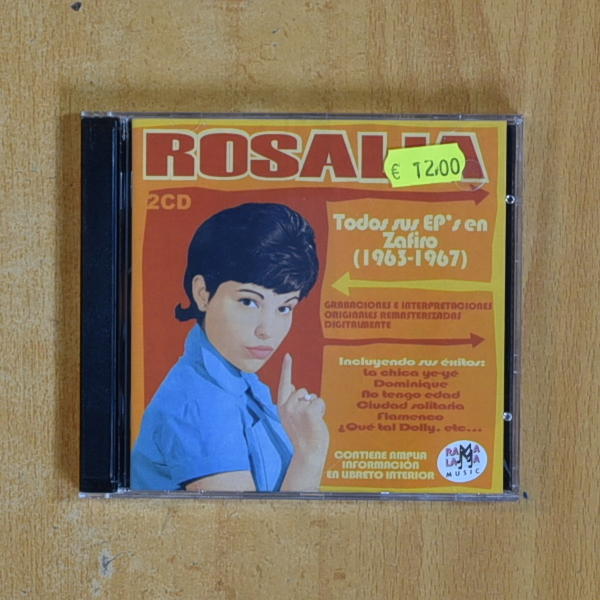 ROSALIA
€ 12,00
2CD
Todos sus EP's en
Zafiro
(1963-1967)
GRABACIONES E INTERPRETACIONES
ORIGINALES REMASTERIZADAS
DIGITALMENTE
Incluyendo sus éxitos:
La chica ye-yé
Dominique
No tengo edad
Ciudad solitaria
Flamenco
¿Qué tal Dolly, etc...
CONTIENE AMPLIA
INFORMACIÓN
EN LIBRETO INTERIOR
RAMA
LAMA
MUSIC